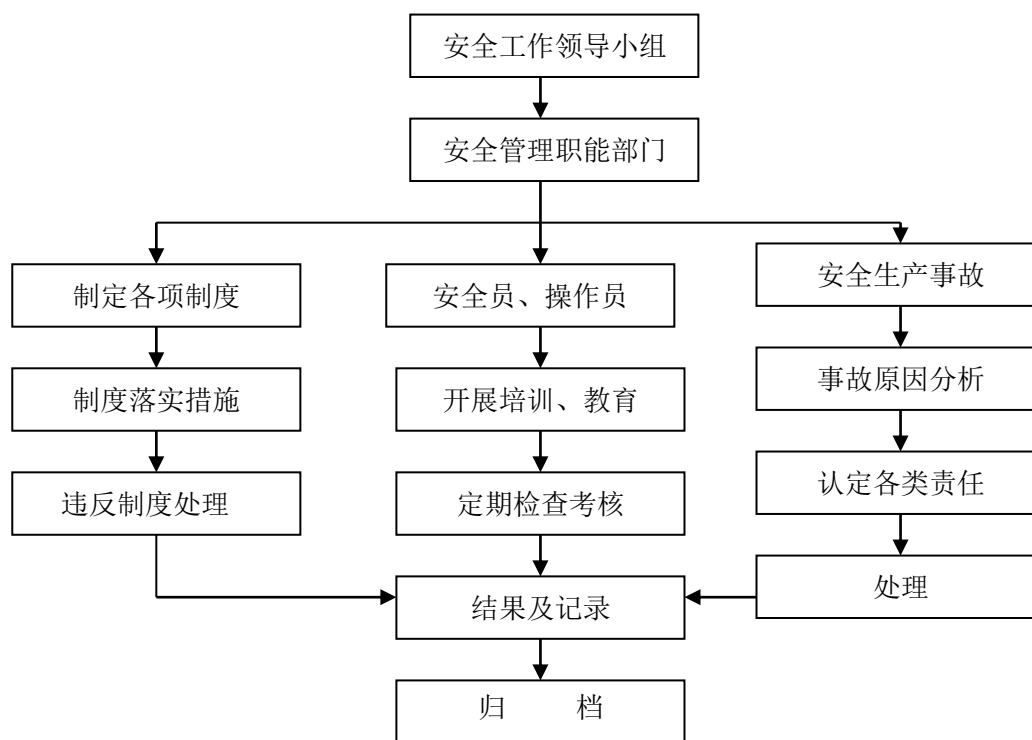 安全工作领导小组
安全管理职能部门
制定各项制度
安全员、操作员
安全生产事故
制度落实措施
开展培训、教育
事故原因分析
违反制度处理
定期检查考核
认定各类责任
结果及记录
处理
归 档